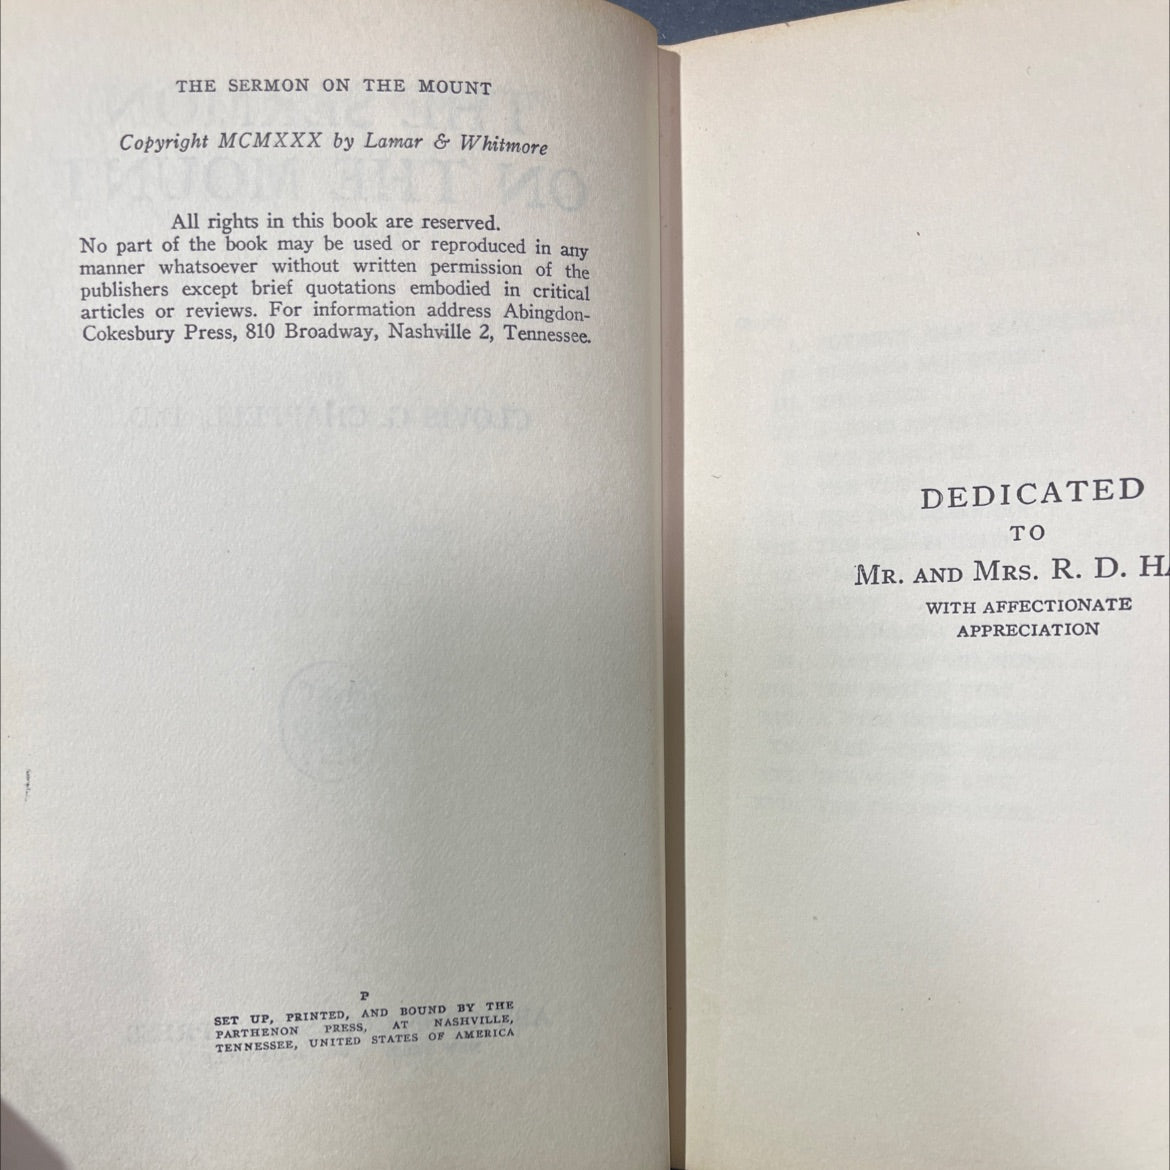 THE SERMON ON THE MOUNT
Copyright MCMXXX by Lamar & Whitmore
All rights in this book are reserved.
No part of the book may be used or reproduced in any
manner whatsoever without written permission of the
publishers except brief quotations embodied in critical
articles or reviews. For information address Abingdon-
Cokesbury Press, 810 Broadway, Nashville 2, Tennessee.
P
SET UP, PRINTED, AND BOUND BY THE
PARTHENON PRESS, AT NASHVILLE,
TENNESSEE, UNITED STATES OF AMERICA
DEDICATED
TO
MR. AND MRS. R. D. 
WITH AFFECTIONATE
APPRECIATION